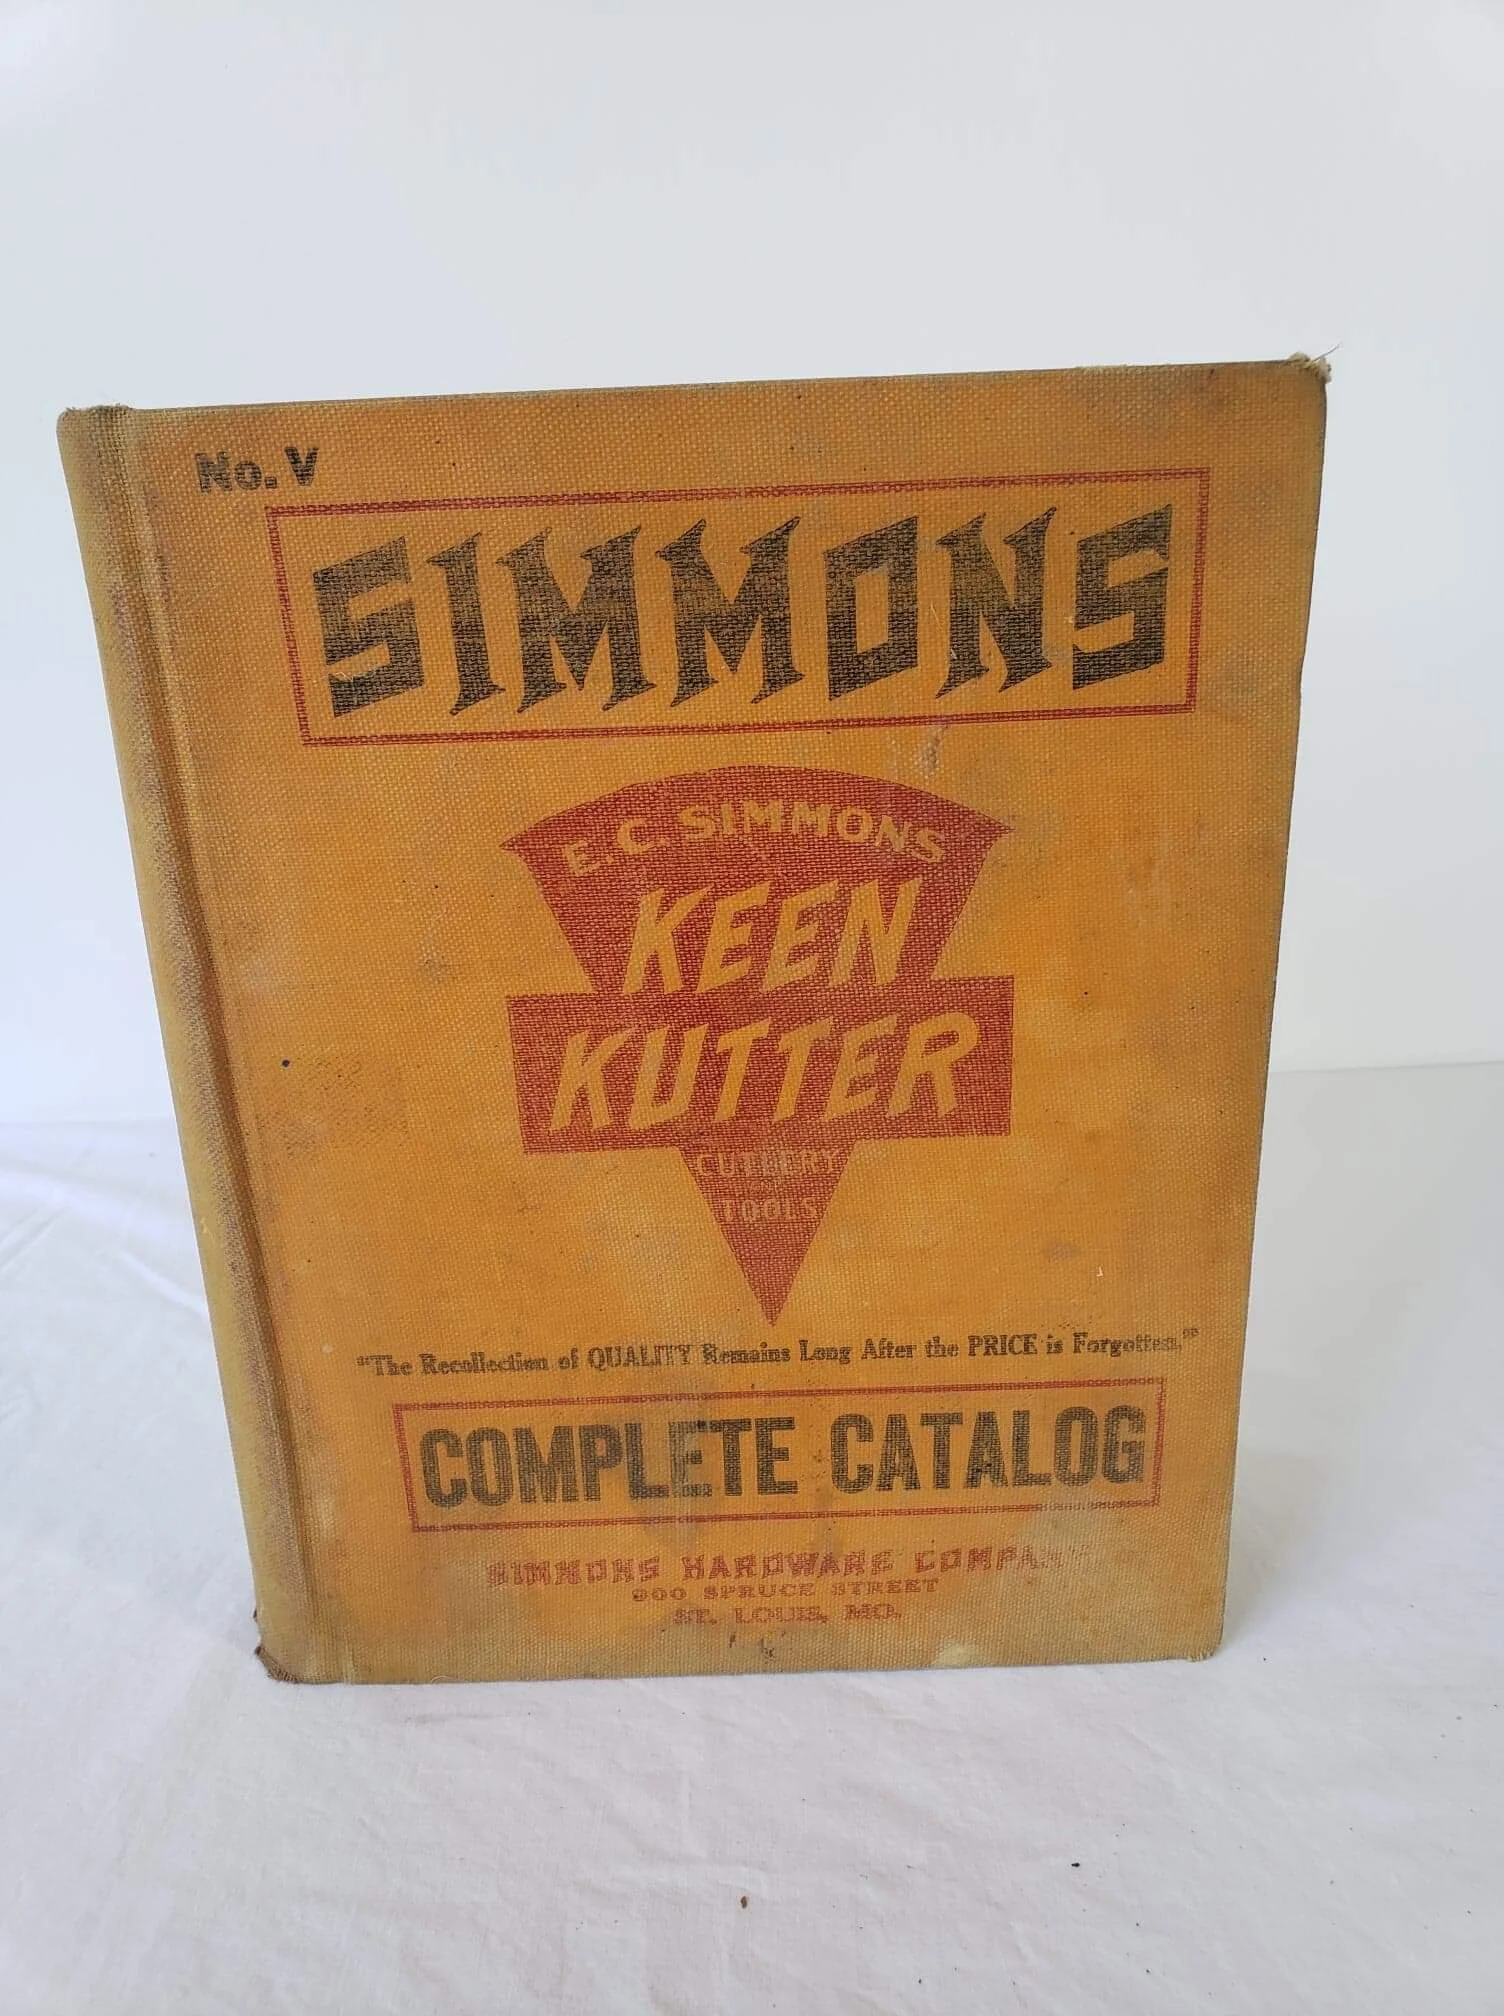 No. V
SIMMONS
E. C. SIMMONS
KEEN
KUTTER
CUTLERY
TOOLS
"The Recollection of QUALITY Remains Long After the PRICE is Forgotten."
COMPLETE CATALOG
SIMMONS HARDWARE COMPANY
900 SPRUCE STREET
ST. LOUIS, MO.